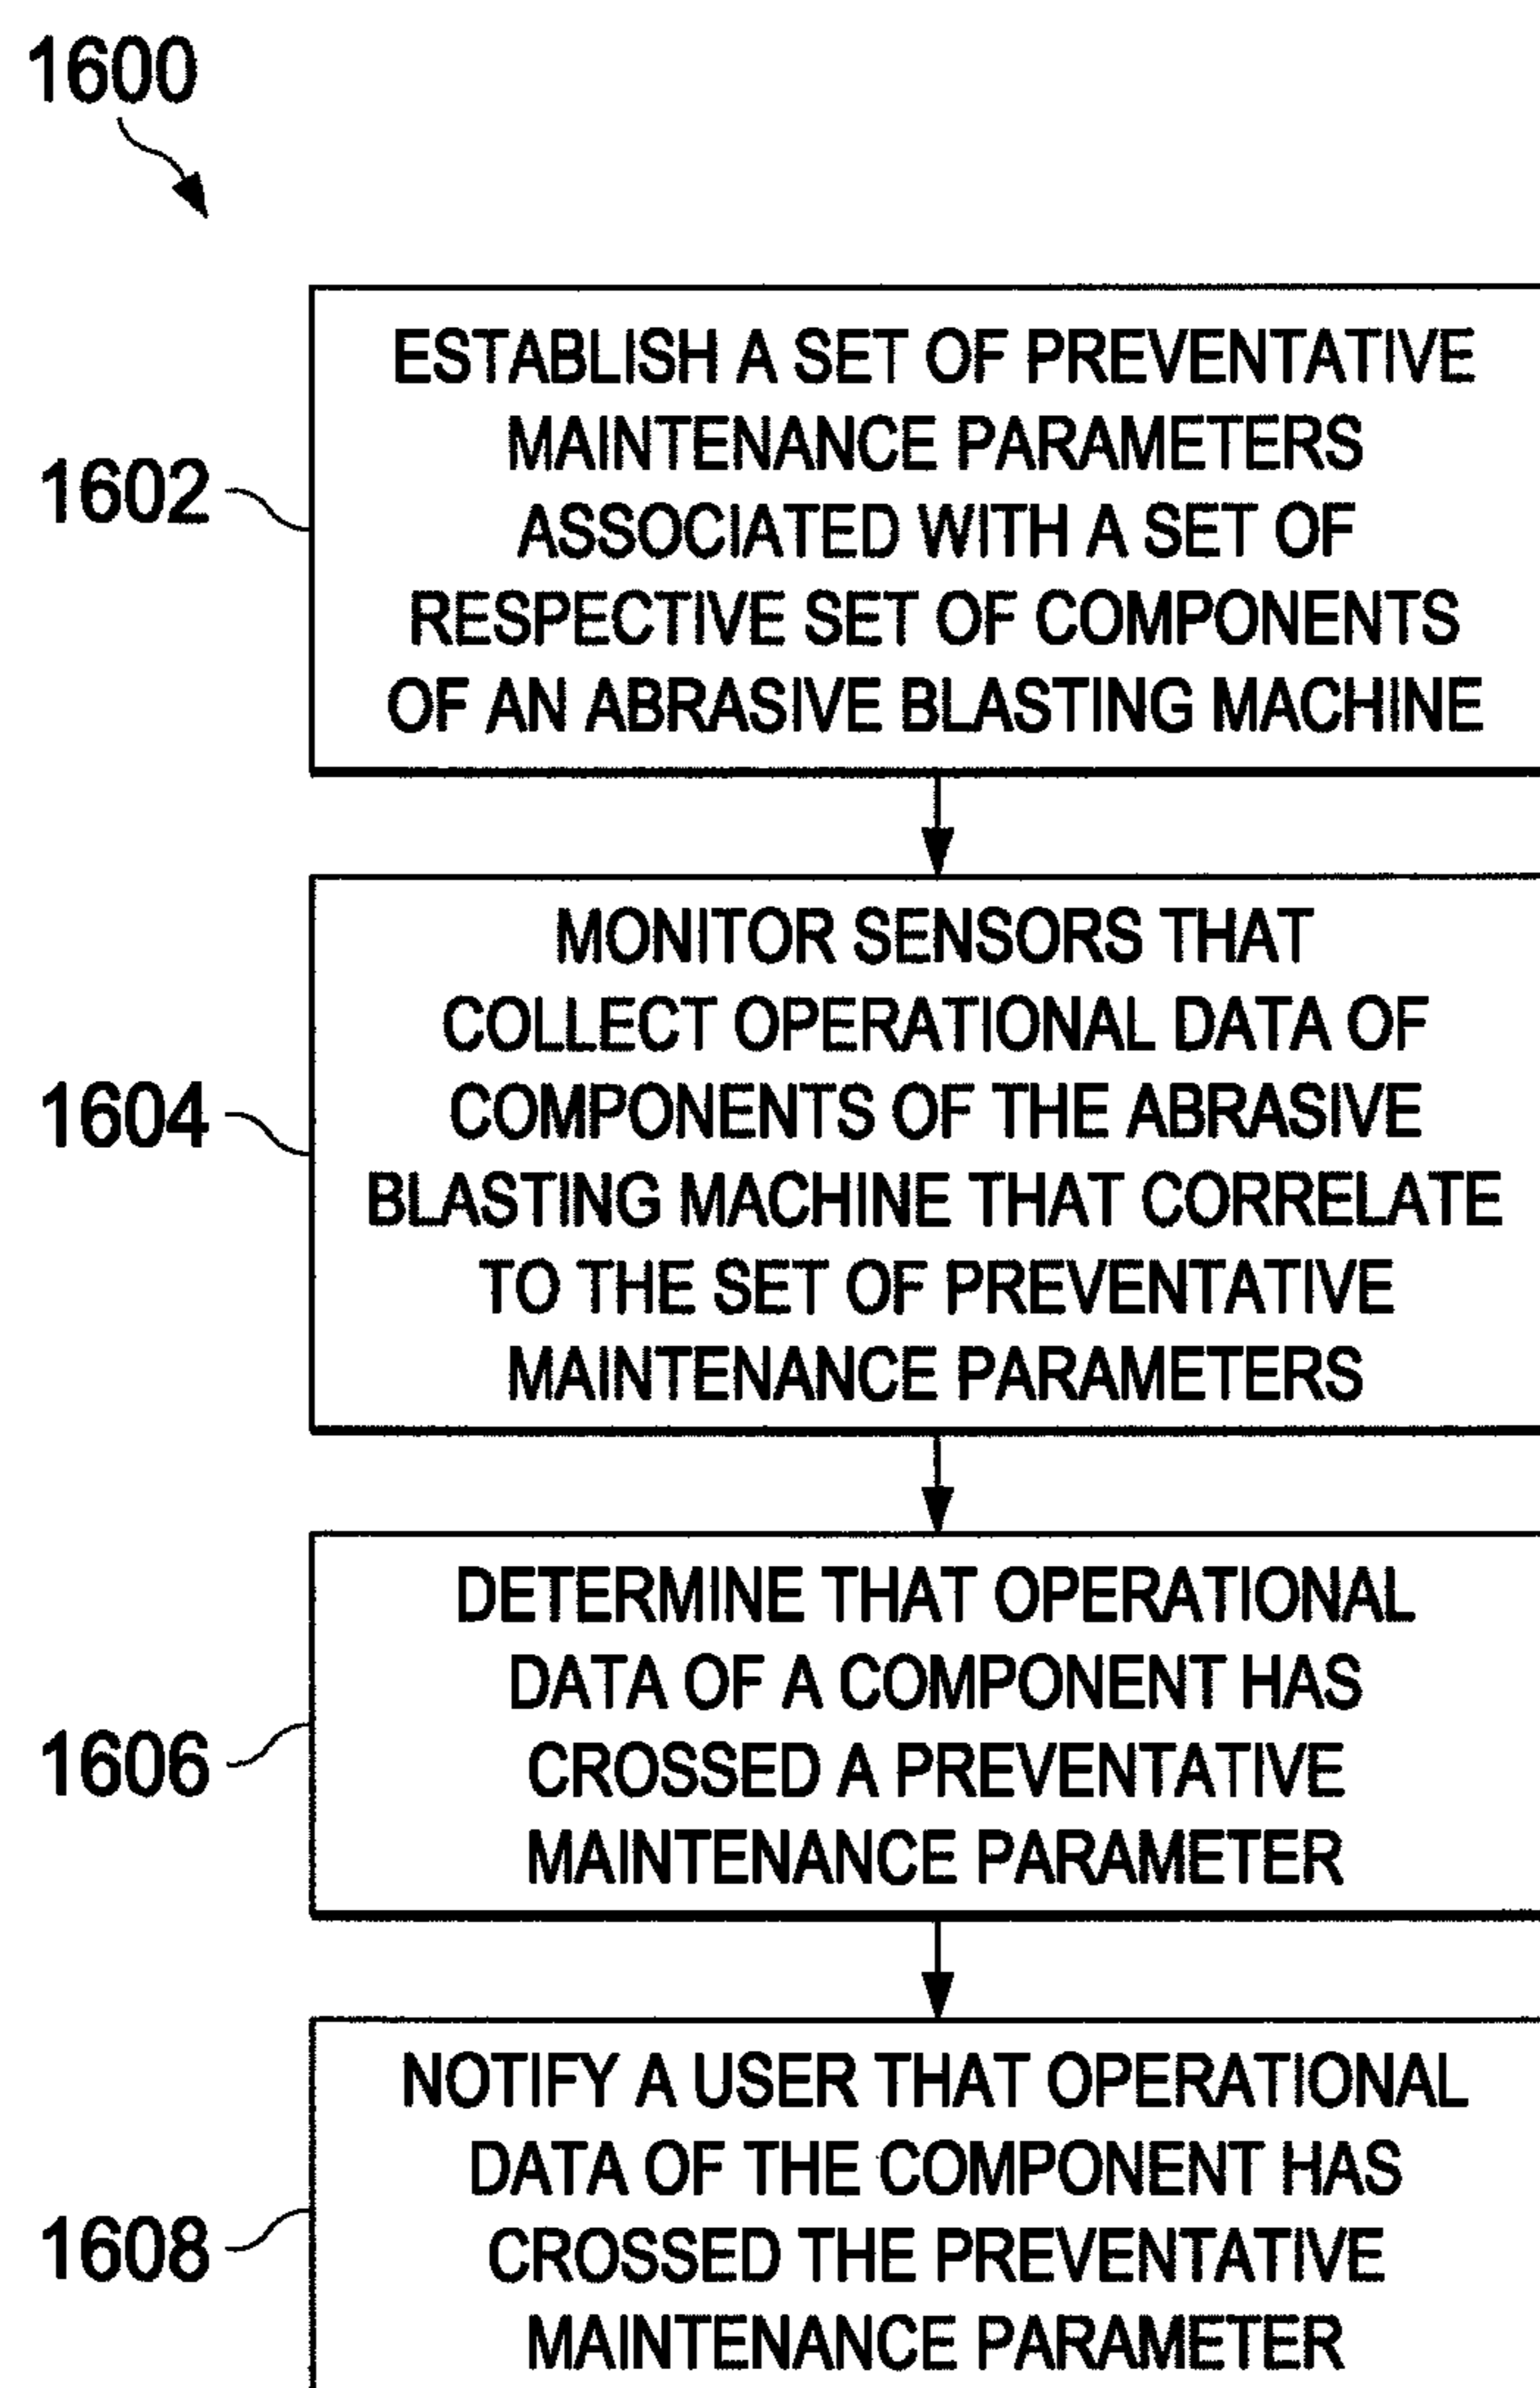 1600
1602
ESTABLISH A SET OF PREVENTATIVE
MAINTENANCE PARAMETERS
ASSOCIATED WITH A SET OF
RESPECTIVE SET OF COMPONENTS
OF AN ABRASIVE BLASTING MACHINE
1604
MONITOR SENSORS THAT
COLLECT OPERATIONAL DATA OF
COMPONENTS OF THE ABRASIVE
BLASTING MACHINE THAT CORRELATE
TO THE SET OF PREVENTATIVE
MAINTENANCE PARAMETERS
1606
DETERMINE THAT OPERATIONAL
DATA OF A COMPONENT HAS
CROSSED A PREVENTATIVE
MAINTENANCE PARAMETER
1608
NOTIFY A USER THAT OPERATIONAL
DATA OF THE COMPONENT HAS
CROSSED THE PREVENTATIVE
MAINTENANCE PARAMETER